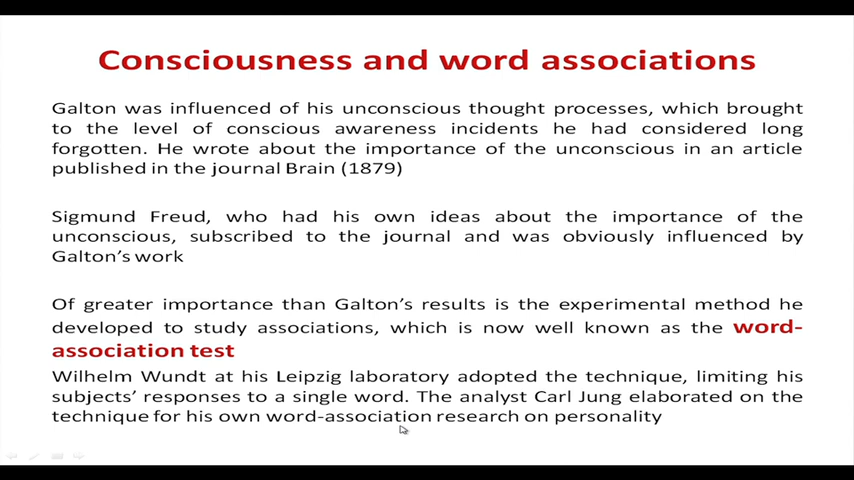 Consciousness and word associations
Galton was influenced of his unconscious thought processes, which brought
to the level of conscious awareness incidents he had considered long
forgotten. He wrote about the importance of the unconscious in an article
published in the journal Brain (1879)
Sigmund Freud, who had his own ideas about the importance of the
unconscious, subscribed to the journal and was obviously influenced by
Galton’s work
Of greater importance than Galton’s results is the experimental method he
developed to study associations, which is now well known as the word-
association test
Wilhelm Wundt at his Leipzig laboratory adopted the technique, limiting his
subjects’ responses to a single word. The analyst Carl Jung elaborated on the
technique for his own word-association research on personality